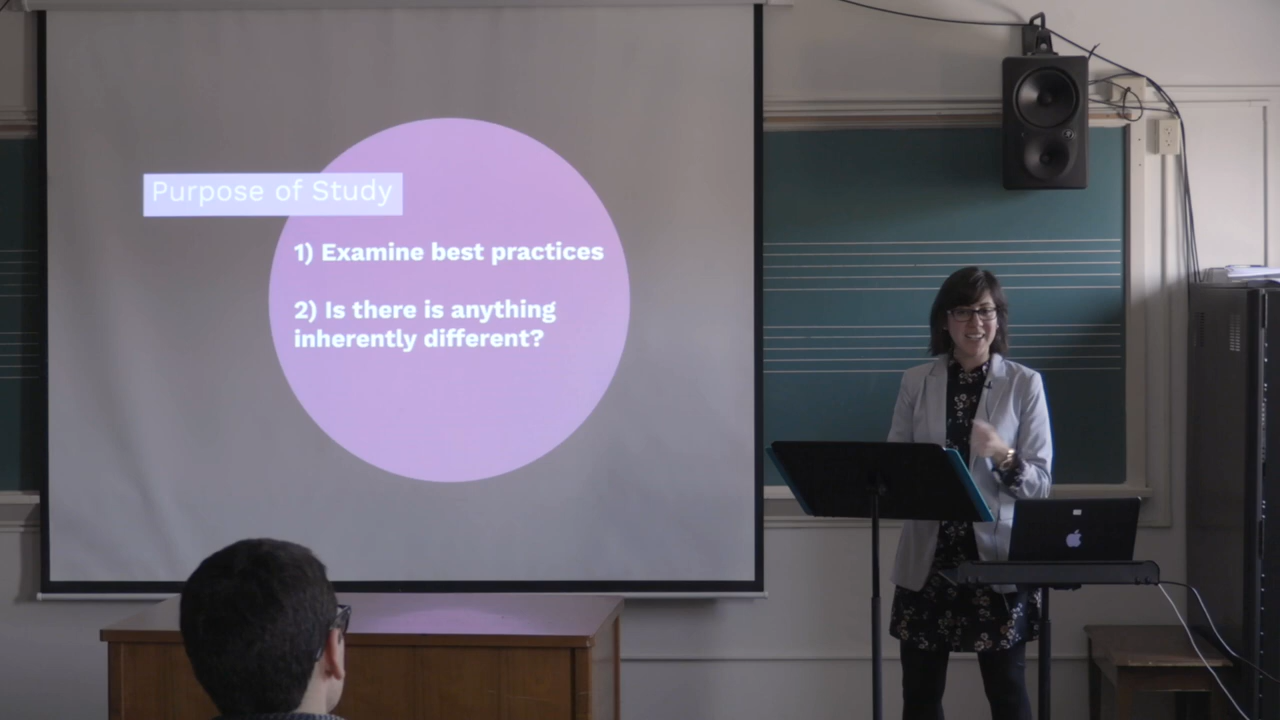 Purpose of Study
1) Examine best practices
2) Is there is anything
inherently different?